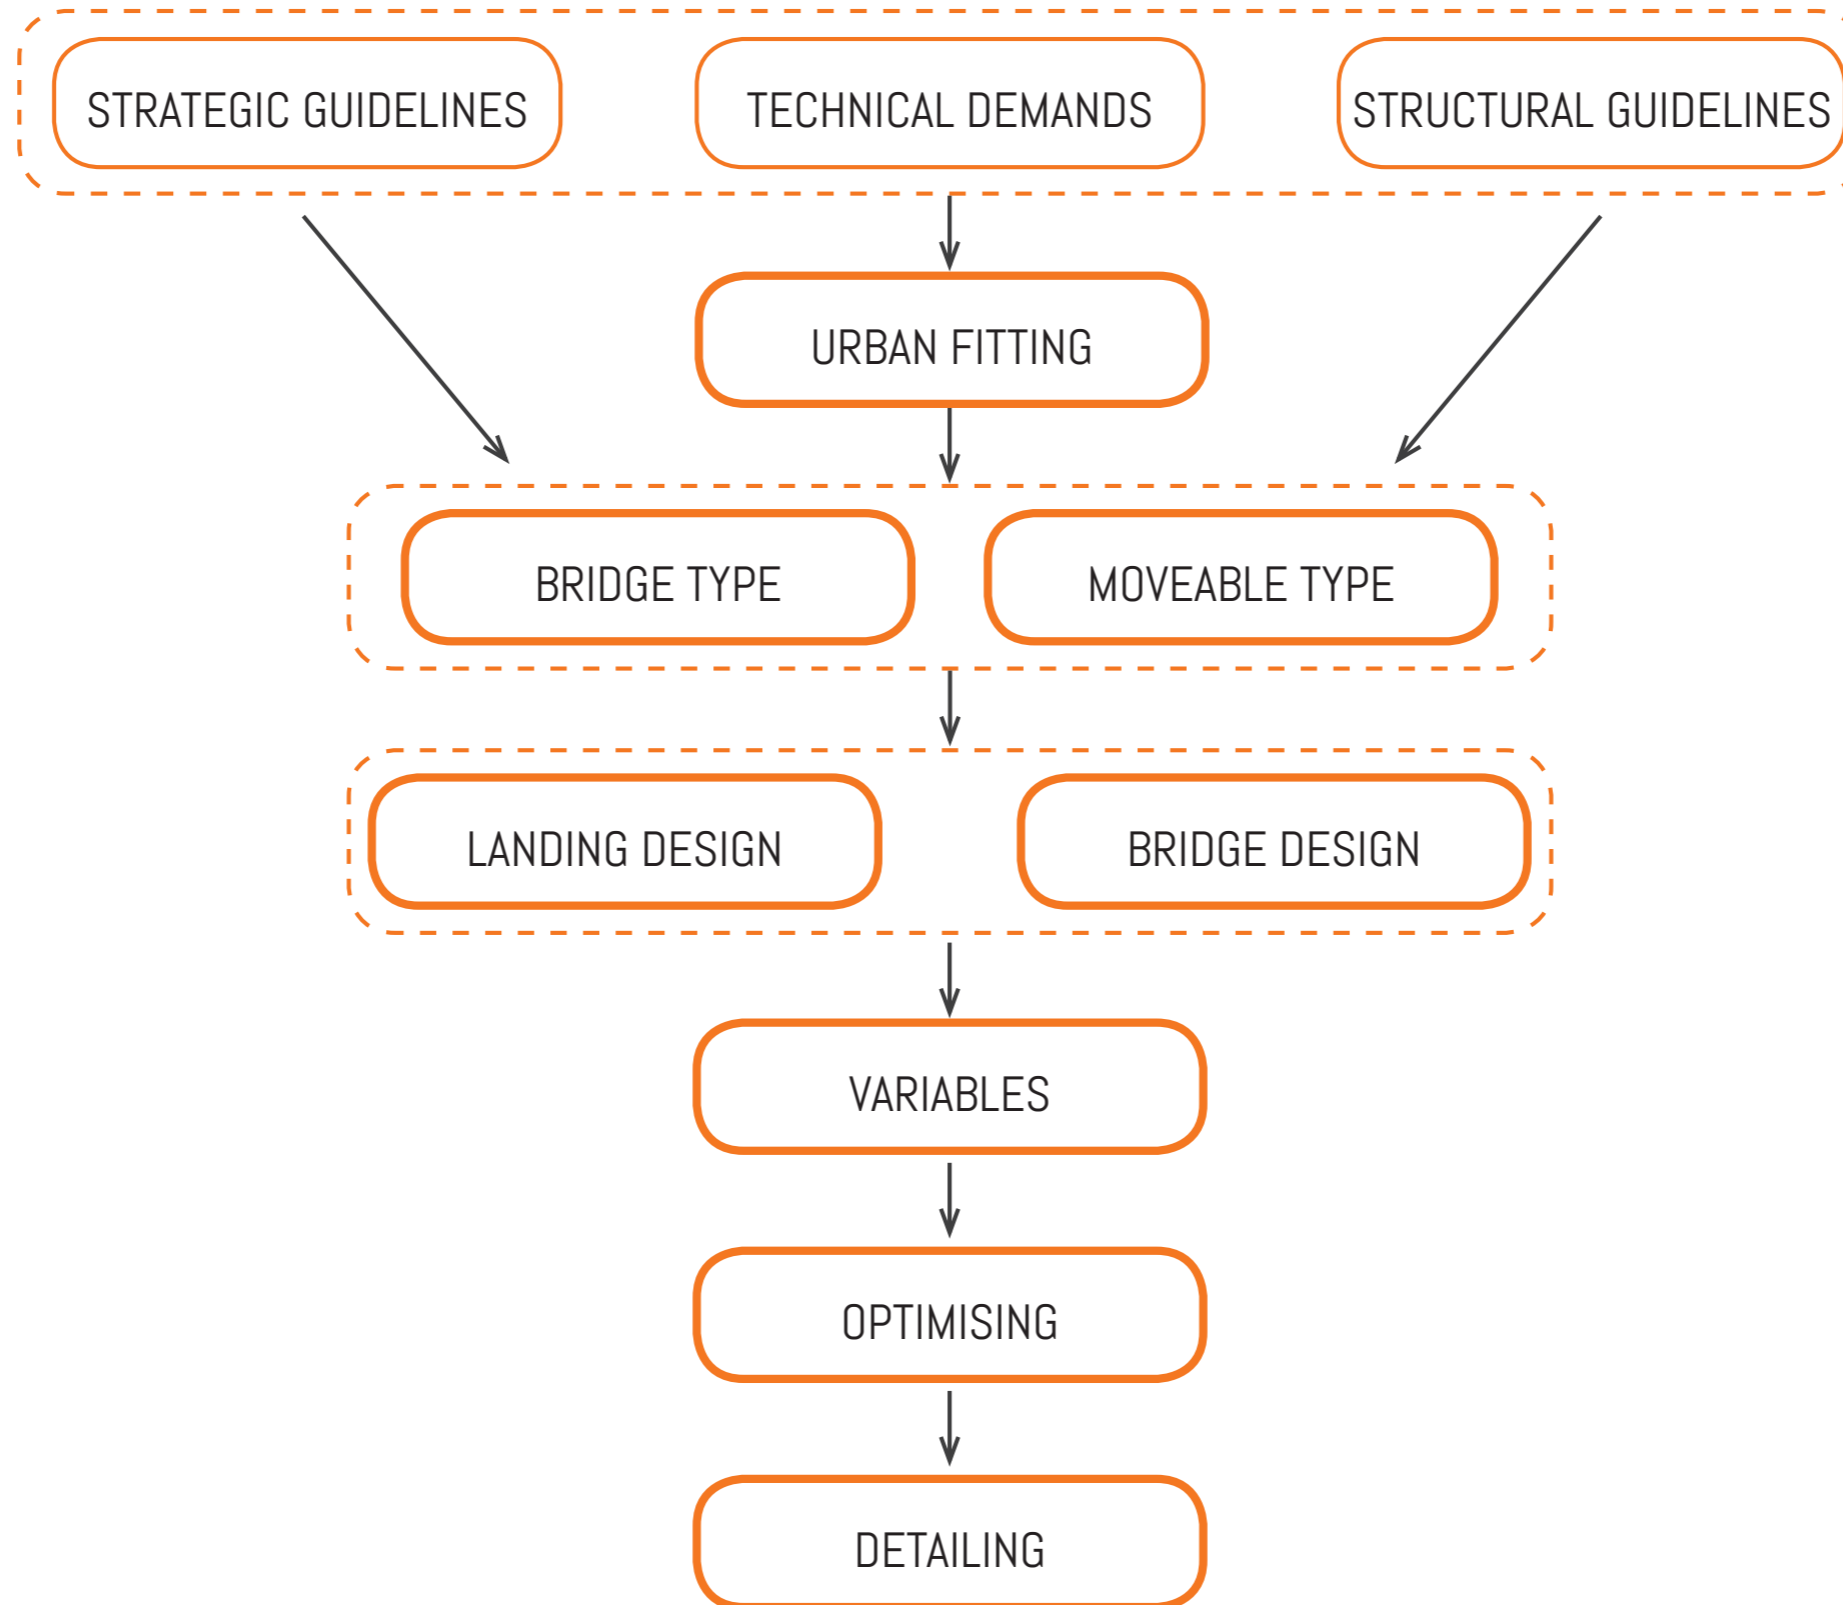 STRATEGIC GUIDELINES
TECHNICAL DEMANDS
STRUCTURAL GUIDELINES
URBAN FITTING
BRIDGE TYPE
MOVEABLE TYPE
LANDING DESIGN
BRIDGE DESIGN
VARIABLES
OPTIMISING
DETAILING